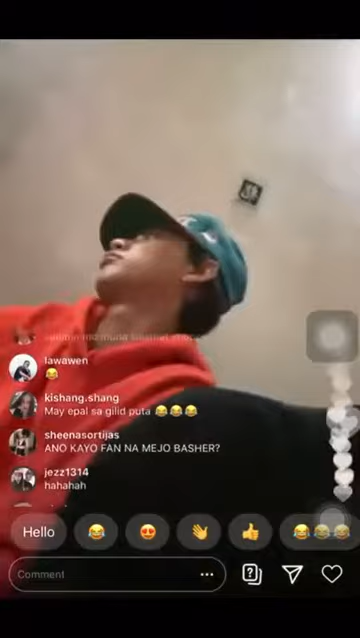 lawawen
😂
kishang.shang
May epal sa gilid puta 😂😂😂
sheenasortijas
ANO KAYO FAN NA MEJO BASHER?
jezz1314
hahahah
Hello 😂 😍 👋 👍 😂😂😂
Comment